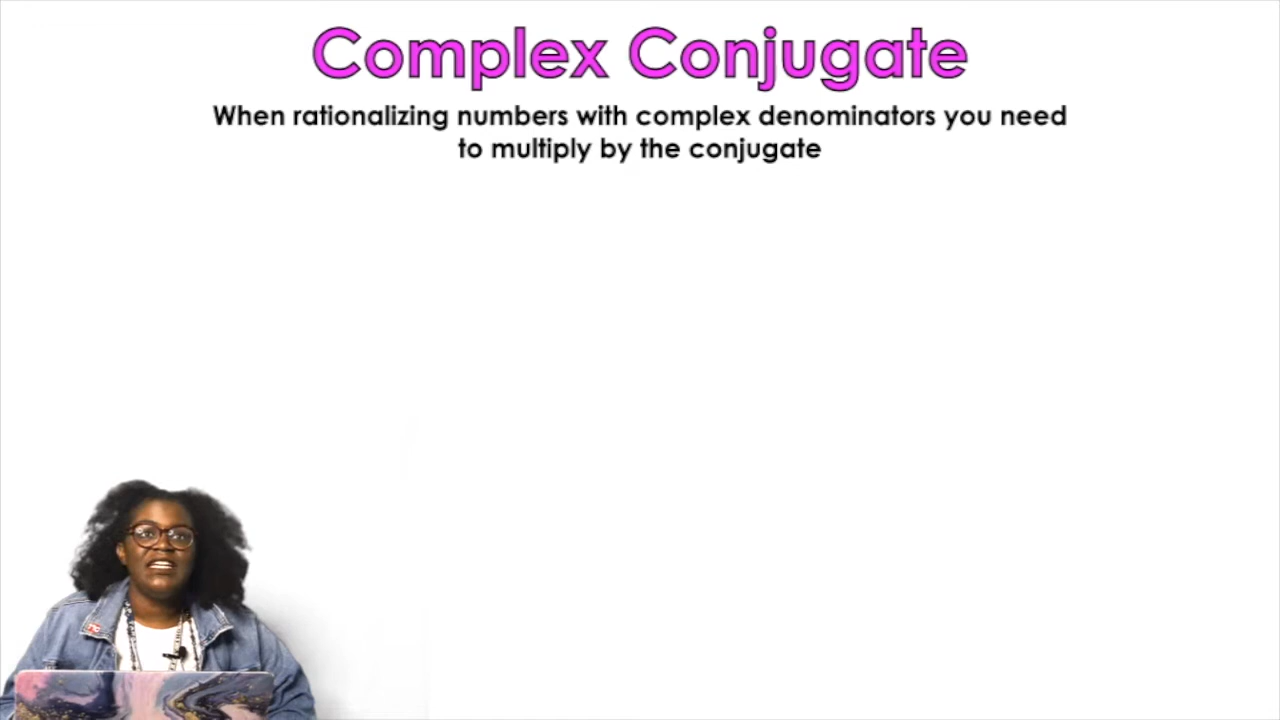 Complex Conjugate
When rationalizing numbers with complex denominators you need
to multiply by the conjugate